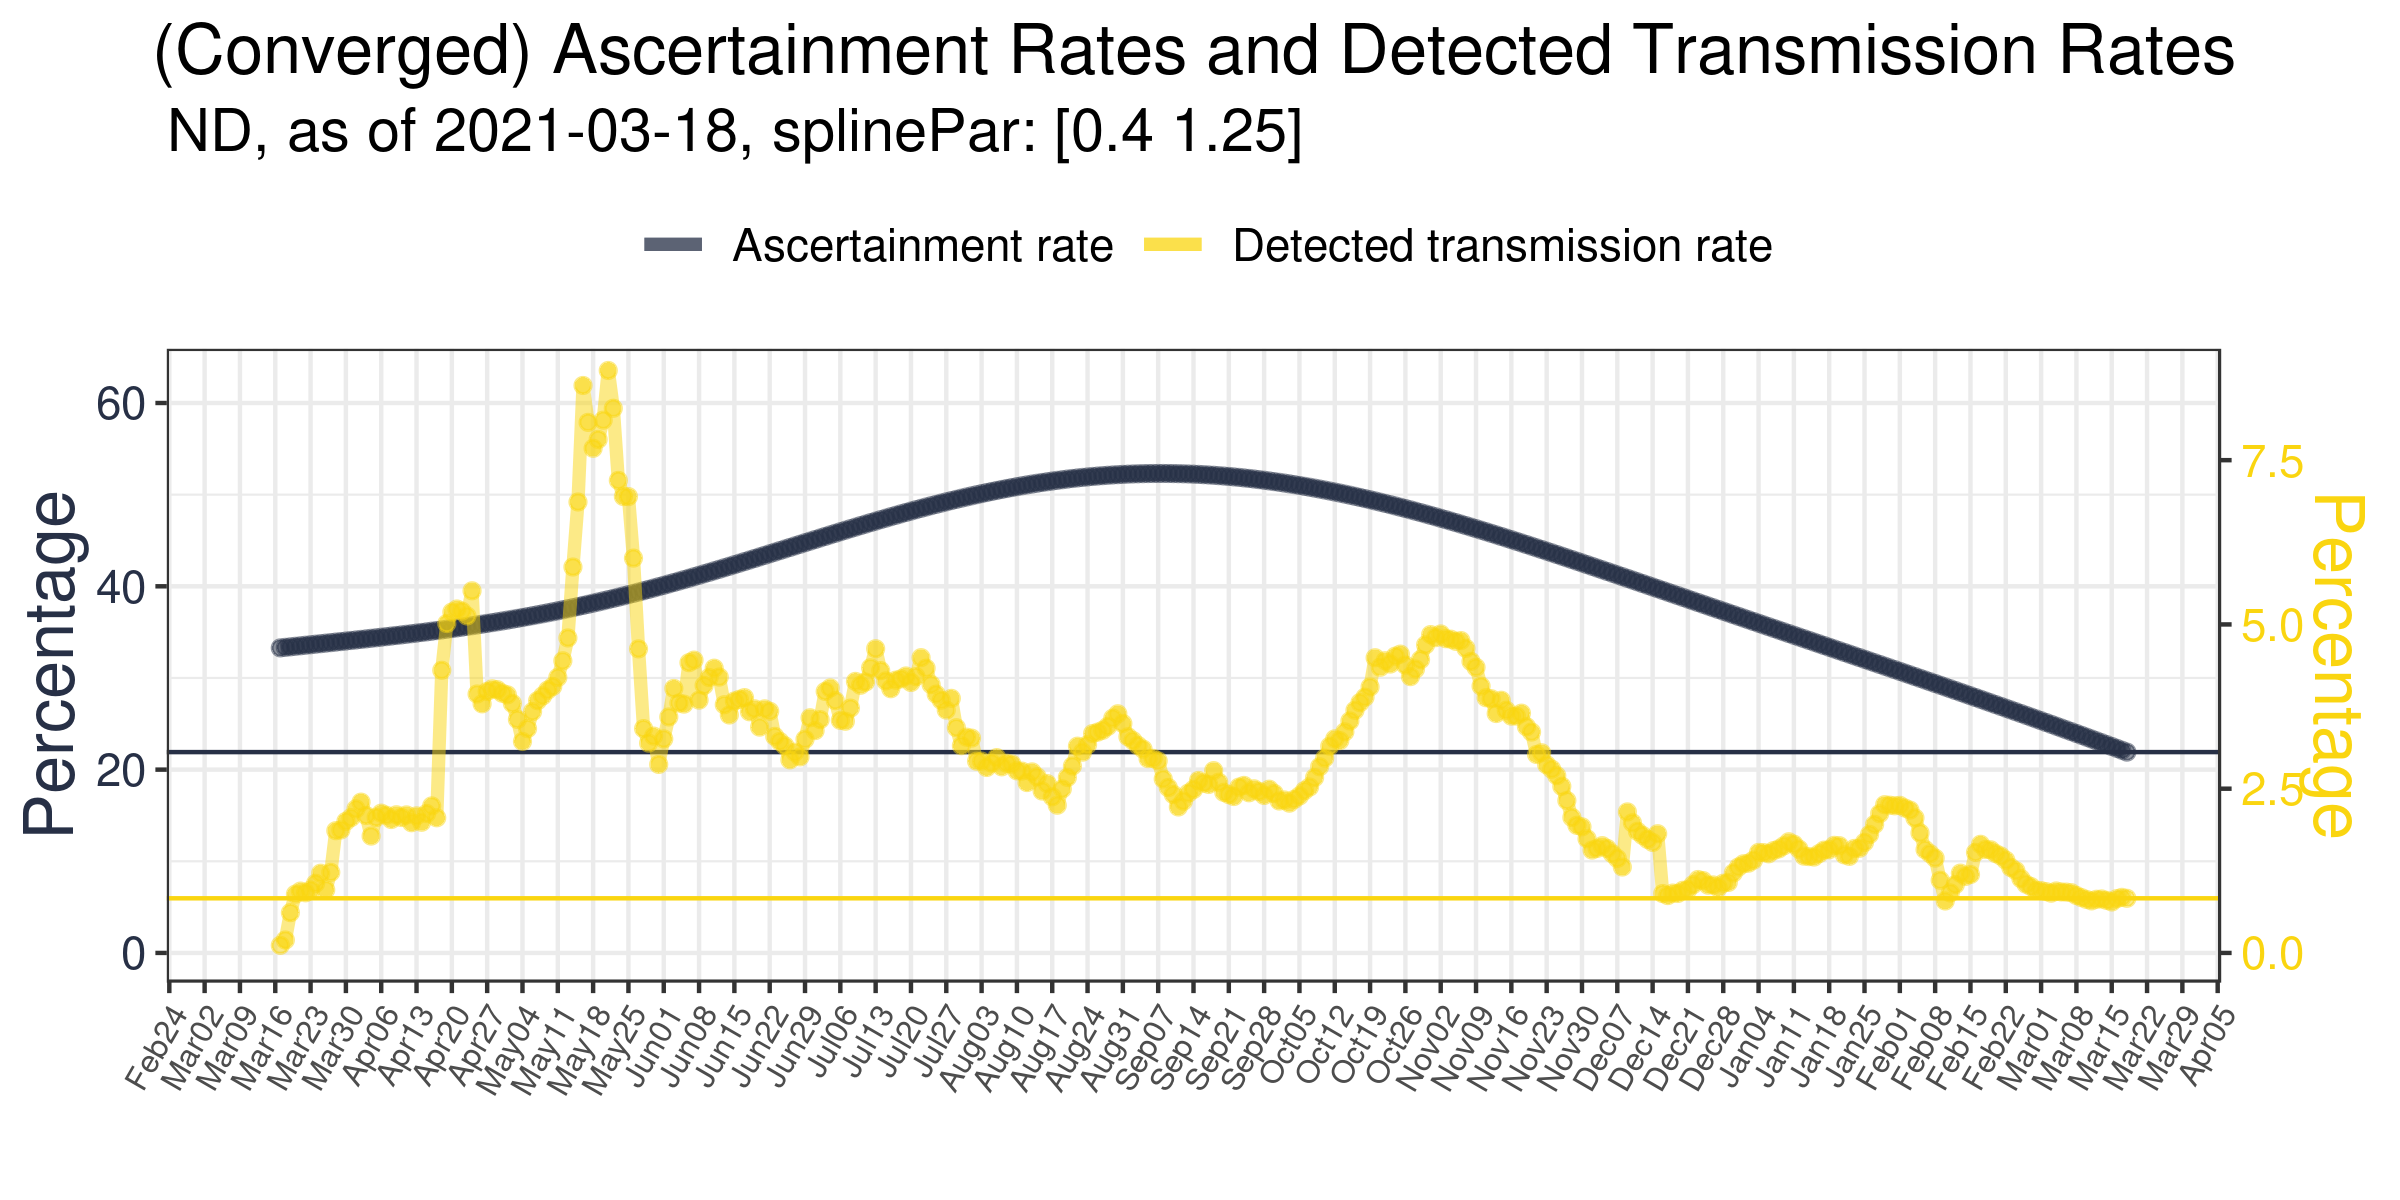 (Converged) Ascertainment Rates and Detected Transmission Rates
ND, as of 2021-03-18, splinePar: [0.4 1.25]
Ascertainment rate
Detected transmission rate
Percentage
60
40
20
0
7.5
5.0
2.5
0.0
Percentage
Feb24
Mar02
Mar09
Mar16
Mar23
Mar30
Apr06
Apr13
Apr20
Apr27
May04
May11
May18
May25
Jun01
Jun08
Jun15
Jun22
Jun29
Jul06
Jul13
Jul20
Jul27
Aug03
Aug10
Aug17
Aug24
Aug31
Sep07
Sep14
Sep21
Sep28
Oct05
Oct12
Oct19
Oct26
Nov02
Nov09
Nov16
Nov23
Nov30
Dec07
Dec14
Dec21
Dec28
Dec04
Jan11
Jan18
Jan25
Feb01
Feb08
Feb15
Feb22
Mar01
Mar08
Mar15
Mar22
Mar29
Apr05